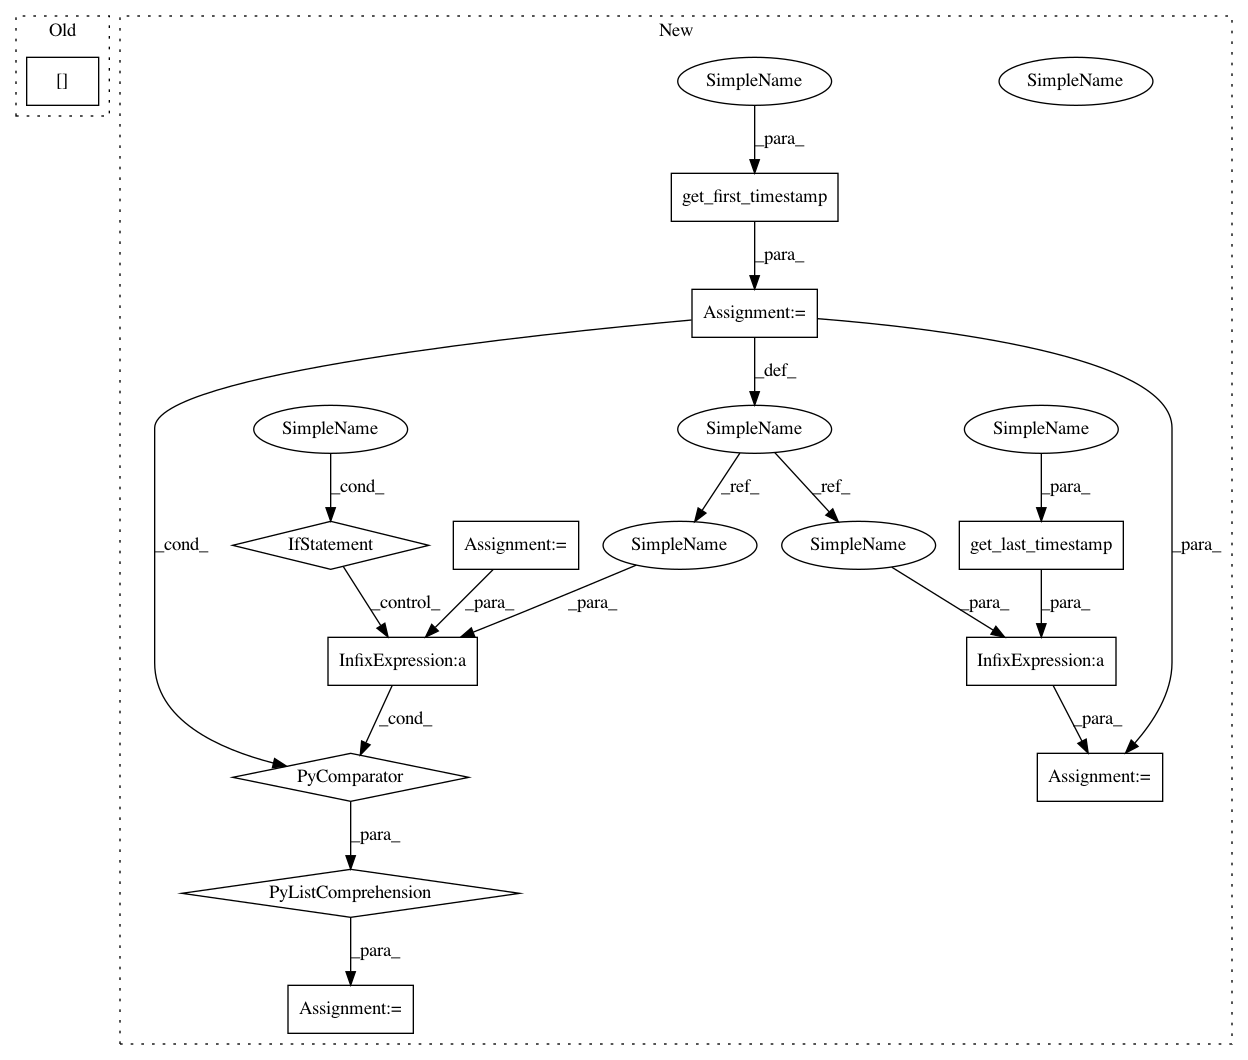 Old
New
[]
SimpleName
SimpleName
_para_
get_first_timestamp
_para_
Assignment:=
_def_
SimpleName
SimpleName
SimpleName
_cond_
_ref_
_ref_
_para_
_cond_
IfStatement
Assignment:=
SimpleName
SimpleName
get_last_timestamp
_para_
_control_
_para_
_para_
_para_
_para_
InfixExpression:a
InfixExpression:a
_cond_
_para_
PyComparator
Assignment:=
_para_
PyListComprehension
_para_
Assignment:=